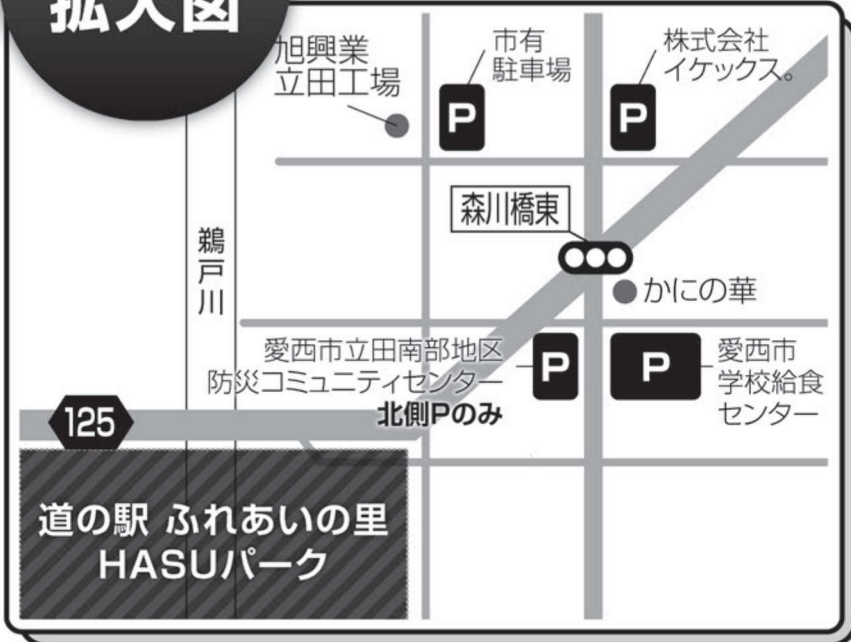 拡大図
旭興業
立田工場
市有
駐車場
株式会社
イケックス。
P
P
森川橋東
鵜戸川
かにの華
愛西市立田南部地区
防災コミュニティセンター
北側Pのみ
P
P
愛西市
学校給食
センター
125
道の駅 ふれあいの里
HASUパーク